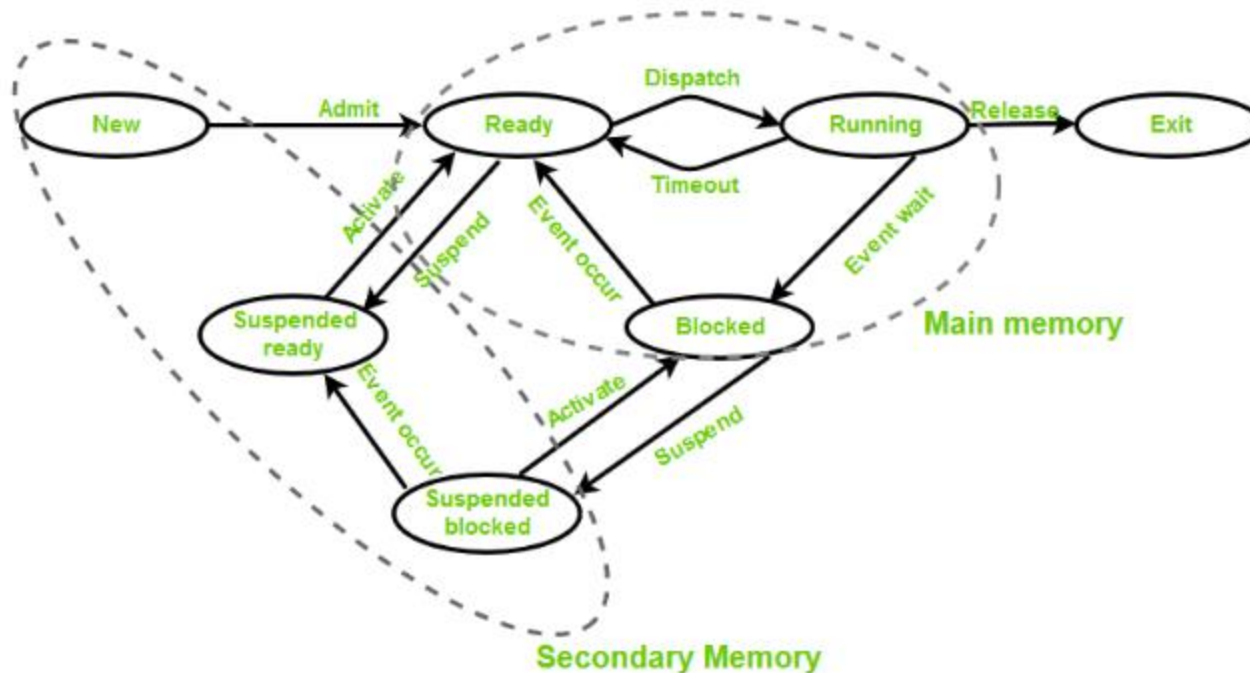 Dispatch
New
Admit
Ready
Running
Release
Exit
Timeout
Activate
Suspend
Event occur
Event wait
Suspended
ready
Blocked
Main memory
Event occur
Activate
Suspend
Suspended
blocked
Secondary Memory